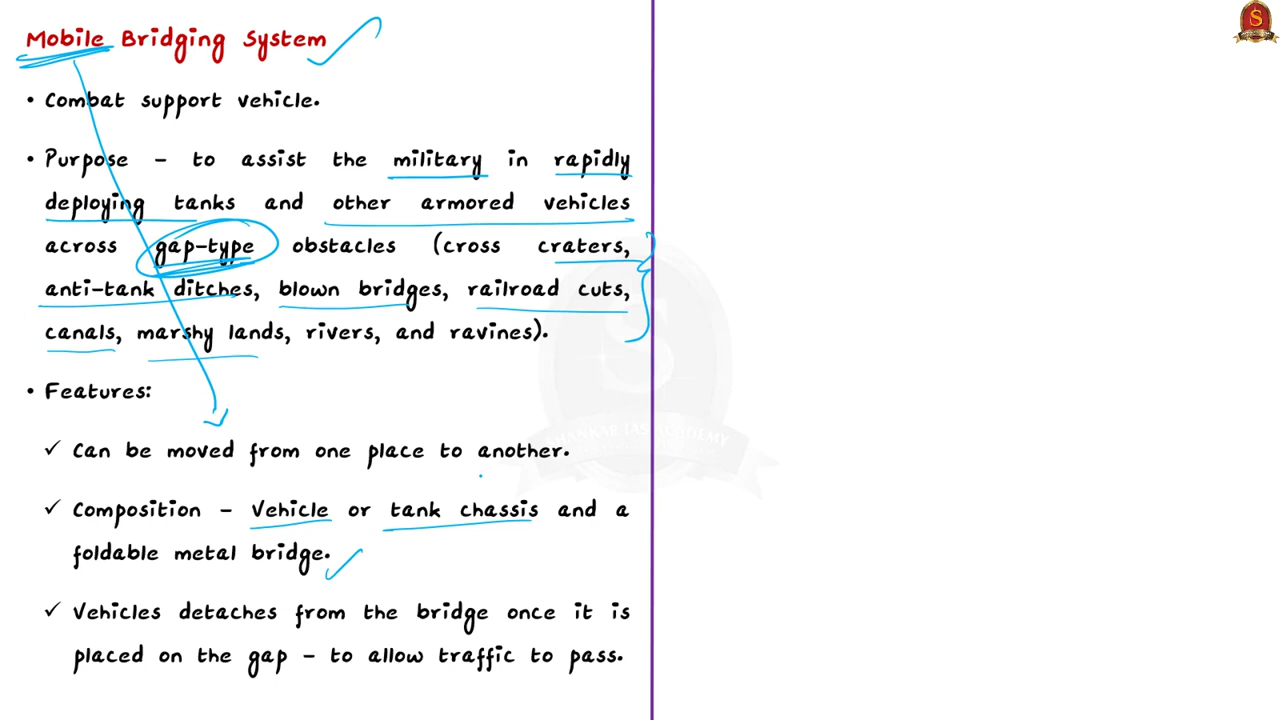 Mobile Bridging System
• Combat support vehicle.
• Purpose – to assist the military in rapidly
deploying tanks and other armored vehicles
across gap-type obstacles (cross craters,
anti-tank ditches, blown bridges, railroad cuts,
canals, marshy lands, rivers, and ravines).
• Features:
✓ Can be moved from one place to another.
✓ Composition – Vehicle or tank chassis and a
foldable metal bridge.
✓ Vehicles detaches from the bridge once it is
placed on the gap – to allow traffic to pass.
S
SHANKAR IAS ACADEMY